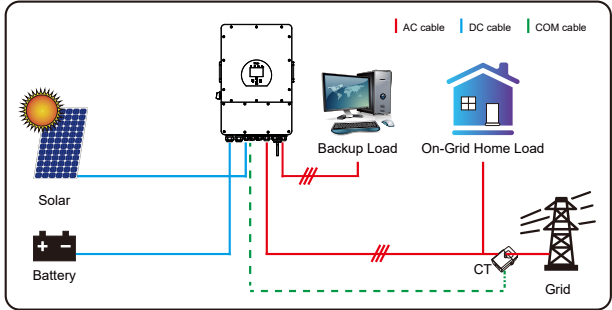 AC cable
DC cable
COM cable
Backup Load
On-Grid Home Load
Solar
Battery
CT
Grid